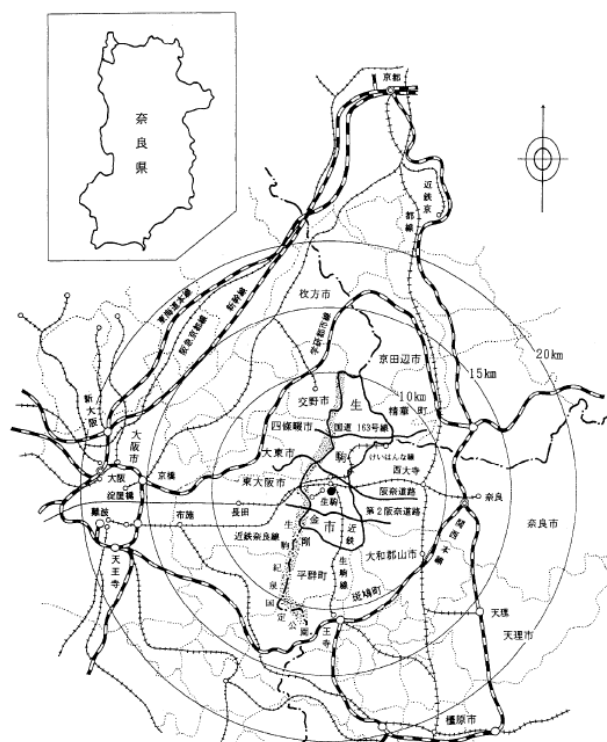 奈良県
京都
近鉄京都線
東海道本線
阪急京都線
新幹線
枚方市
学研都市線
京田辺市
20km
15km
10km
交野市
生駒市
精華町
国道163号線
新大阪
大阪市
四條畷市
けいはんな線
大東市
西大寺
大阪
京橋
東大阪市
生駒
阪奈道路
奈良
淀屋橋
難波
布施
長田
第2阪奈道路
近鉄奈良線
近鉄生駒線
関西本線
奈良市
天王寺
金剛生駒紀泉国定公園
大和郡山市
平群町
斑鳩町
王寺
天理
天理市
橿原市